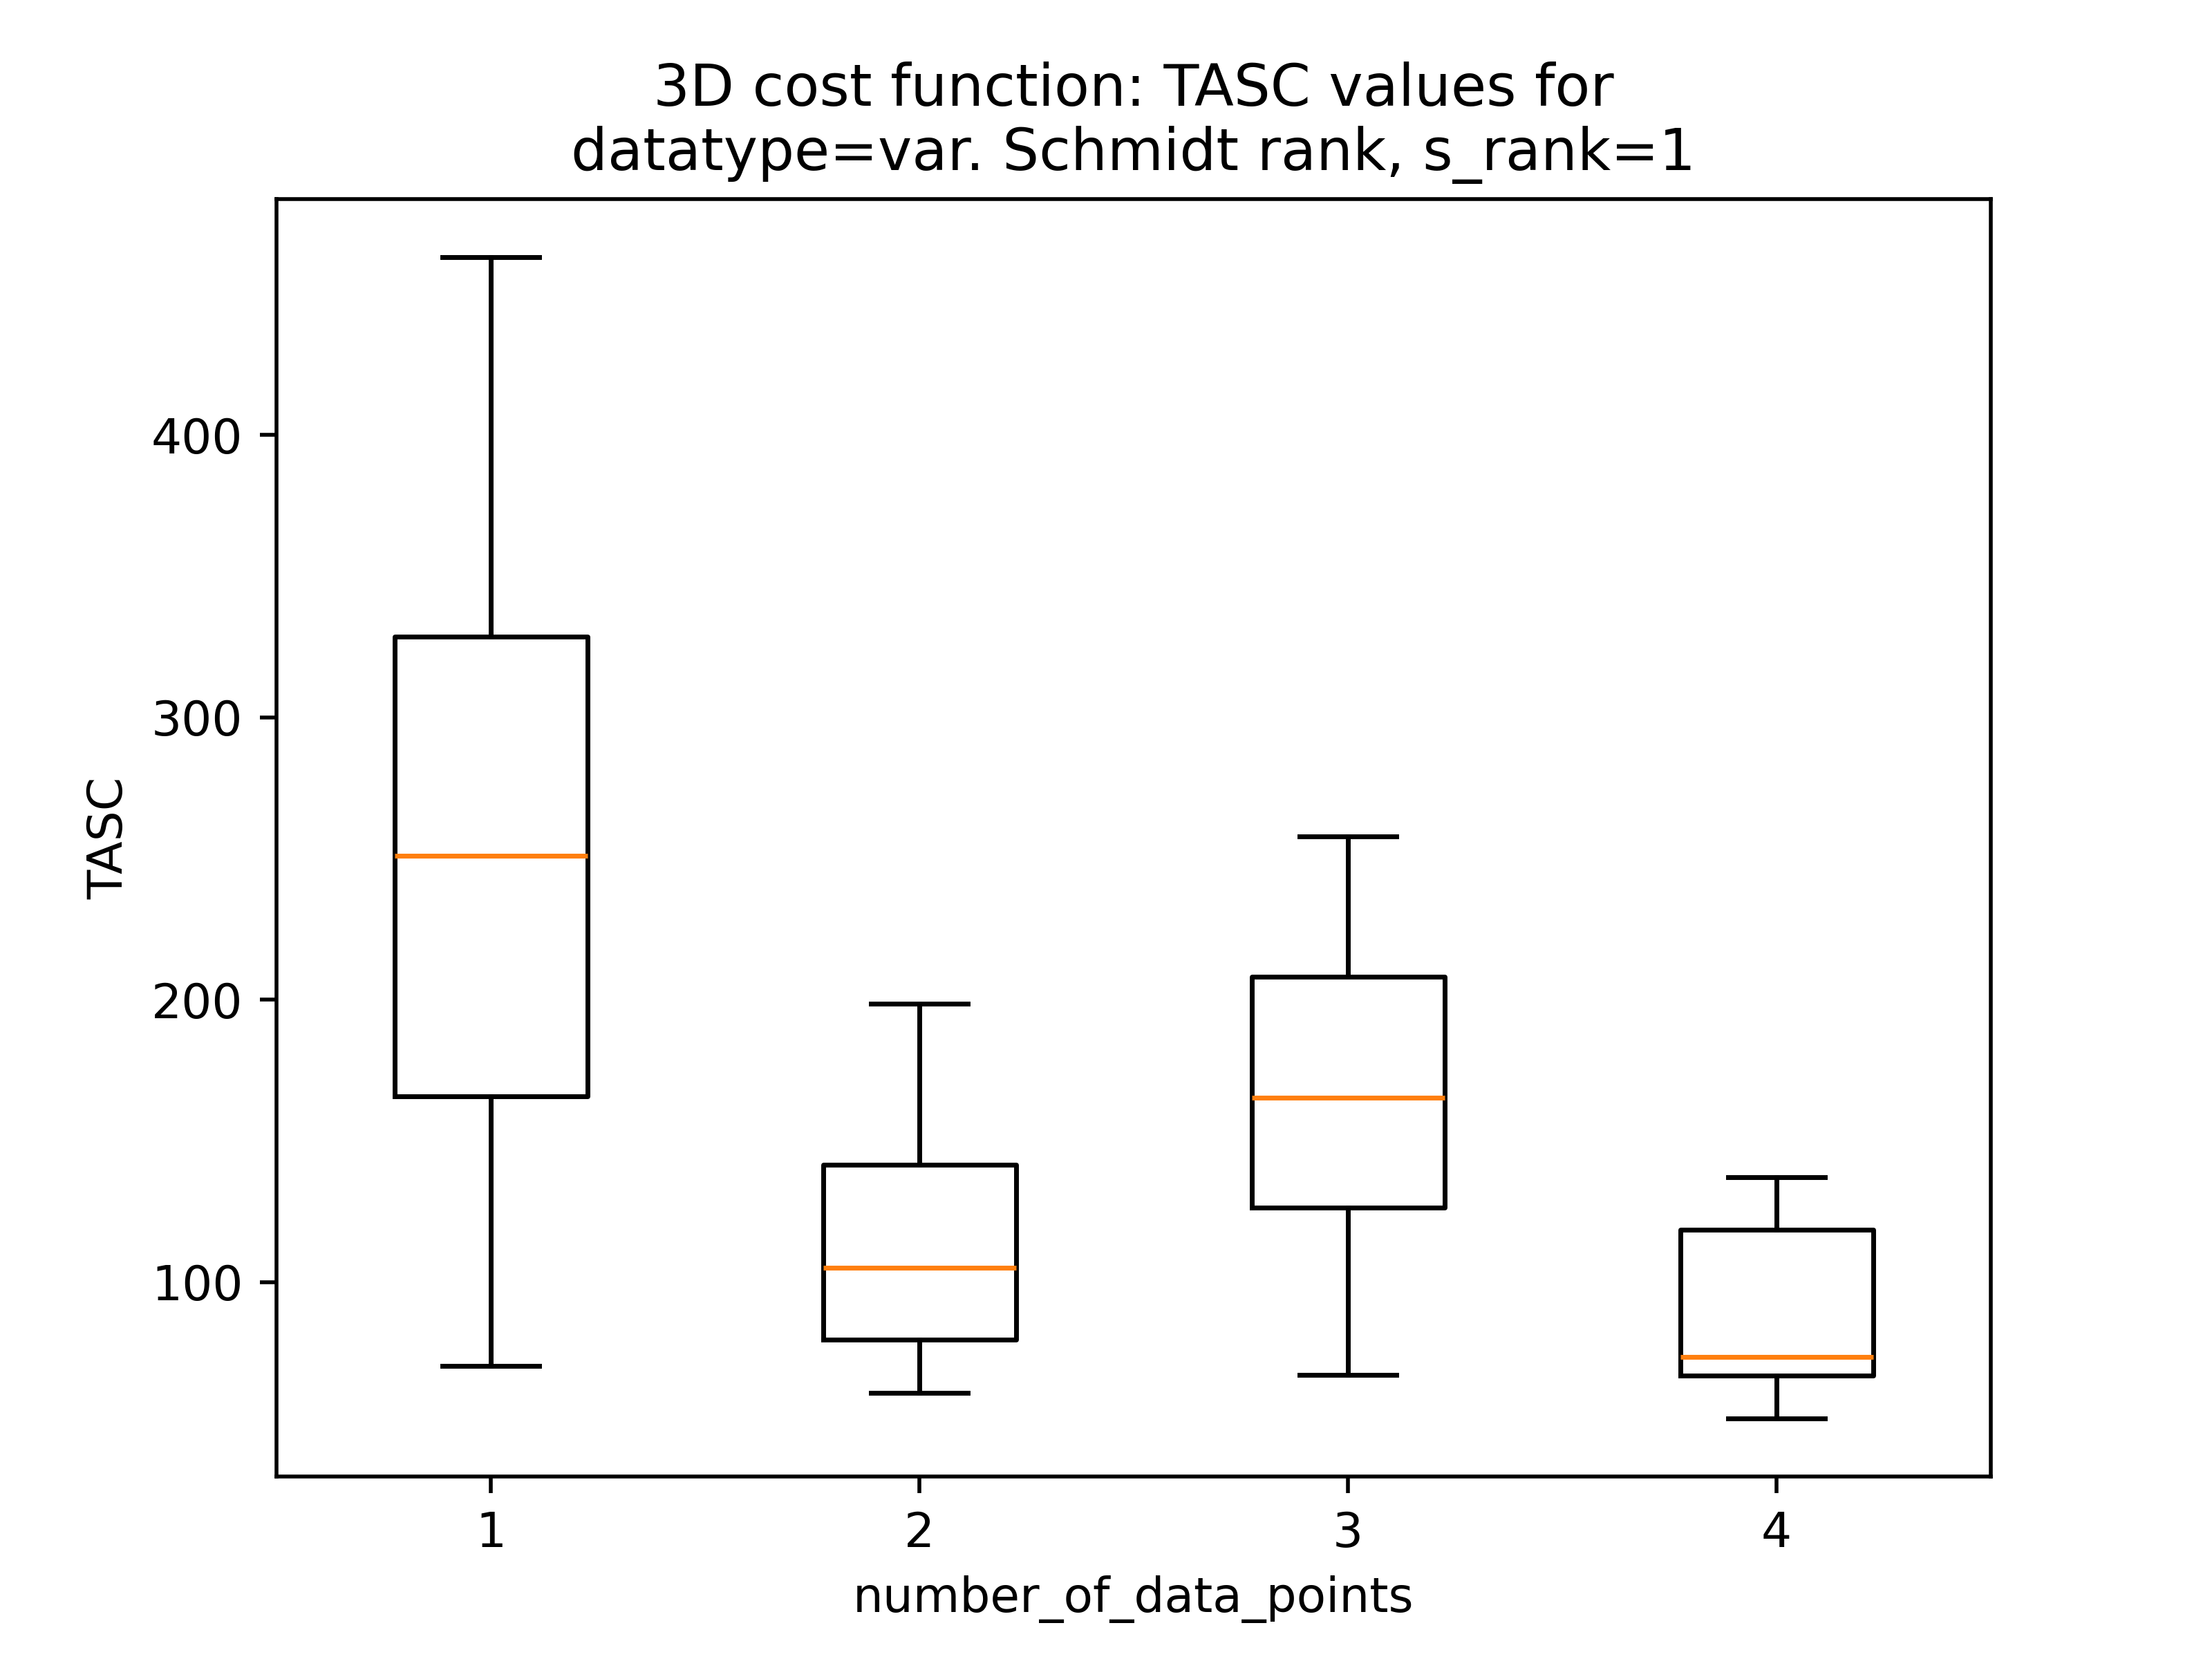 3D cost function: TASC values for
datatype=var. Schmidt rank, s_rank=1
TASC
400
300
200
100
1 2 3 4
number_of_data_points